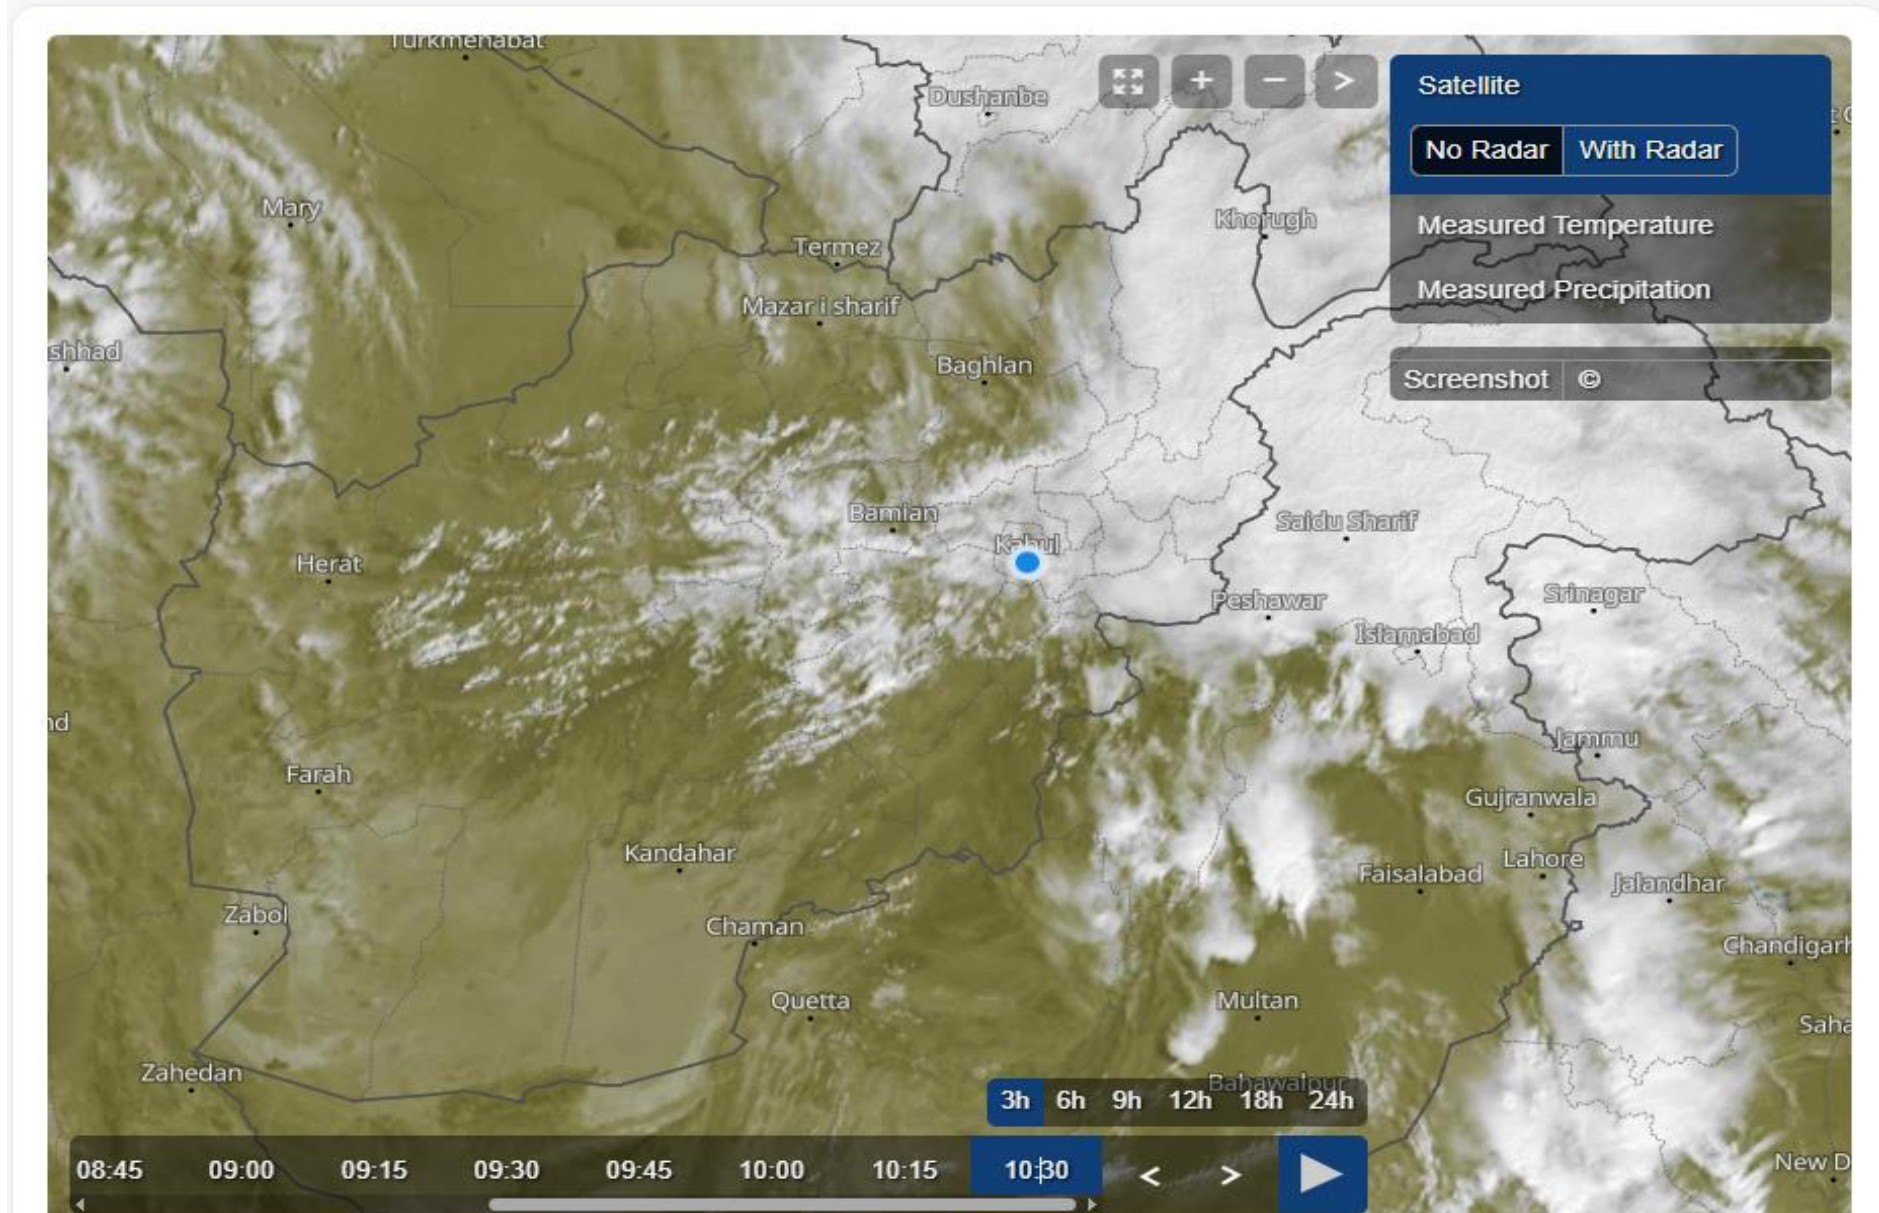 Turkmenabat
Dushanbe
+
−
>
Satellite
No Radar
With Radar
Measured Temperature
Measured Precipitation
Screenshot
©
Mary
Khorugh
Termez
Mazar i sharif
shhad
Baghlan
Bamian
Kabul
Saidu Sharif
Herat
Peshawar
Srinagar
Islamabad
nd
Jammu
Farah
Gujranwala
Kandahar
Lahore
Faisalabad
Jalandhar
Zabol
Chaman
Chandigarh
Quetta
Multan
Saha
Zahedan
Bahawalpur
3h 6h 9h 12h 18h 24h
08:45 09:00 09:15 09:30 09:45 10:00 10:15 10:30 < >
New D